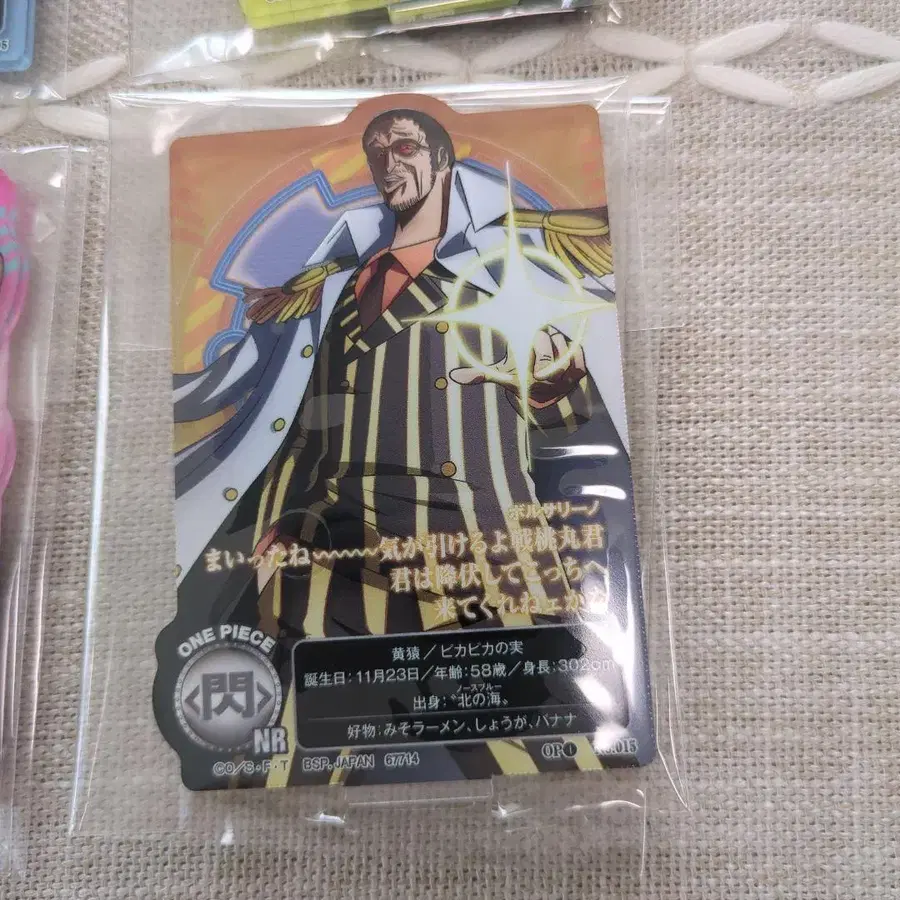 ボルサリーノ
まいったね〰〰〰気が引けるよ戦桃丸君
君は降伏してこっちへ
来てくれねェかな
ONE PIECE
<閃>
NR
黄猿／ピカピカの実
誕生日:11月23日／年齢:58歳／身長:302cm
ノースブルー
出身:“北の海。
好物:みそラーメン、しょうが、バナナ
©O/S・F・T BSP.JAPAN 67714
OP❶ No.015